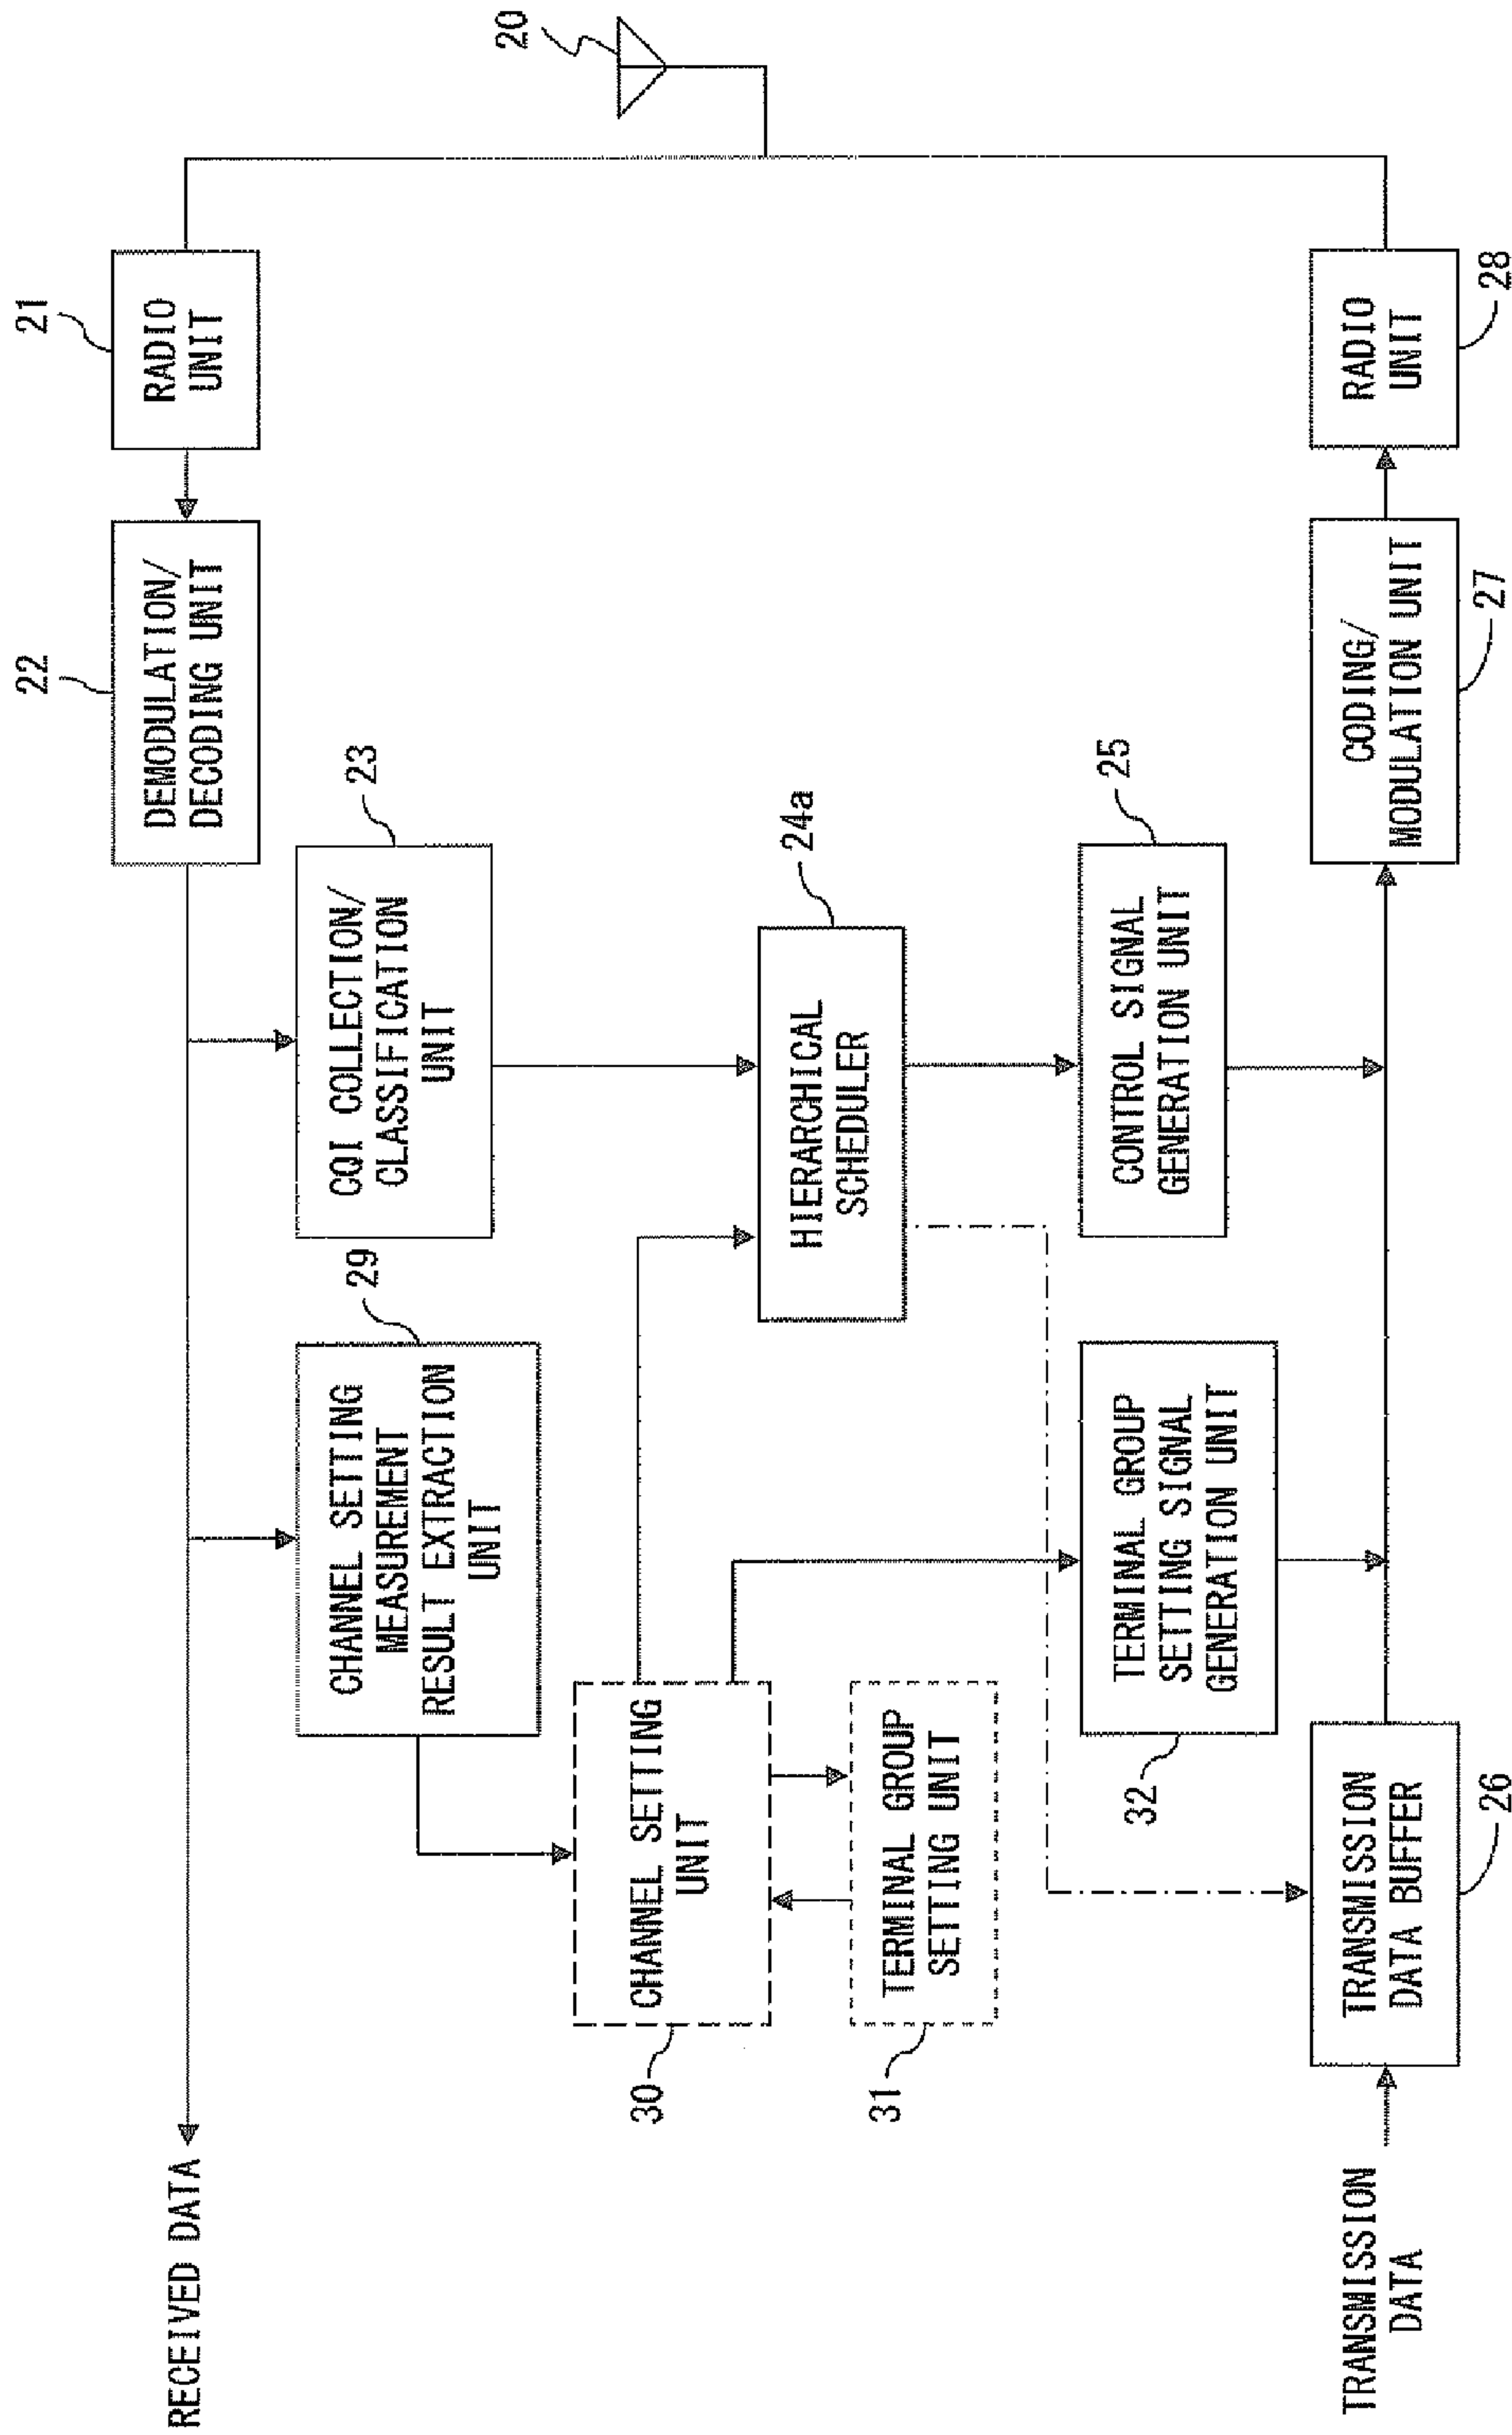 RECEIVED DATA
22
DEMODULATION/
DECODING UNIT
21
RADIO
UNIT
20
29
CHANNEL SETTING
MEASUREMENT
RESULT EXTRACTION
UNIT
23
CQI COLLECTION/
CLASSIFICATION
UNIT
30
CHANNEL SETTING
UNIT
24a
HIERARCHICAL
SCHEDULER
31
TERMINAL GROUP
SETTING UNIT
32
TERMINAL GROUP
SETTING SIGNAL
GENERATION UNIT
25
CONTROL SIGNAL
GENERATION UNIT
TRANSMISSION
DATA
TRANSMISSION
DATA BUFFER
26
CODING/
MODULATION UNIT
27
RADIO
UNIT
28